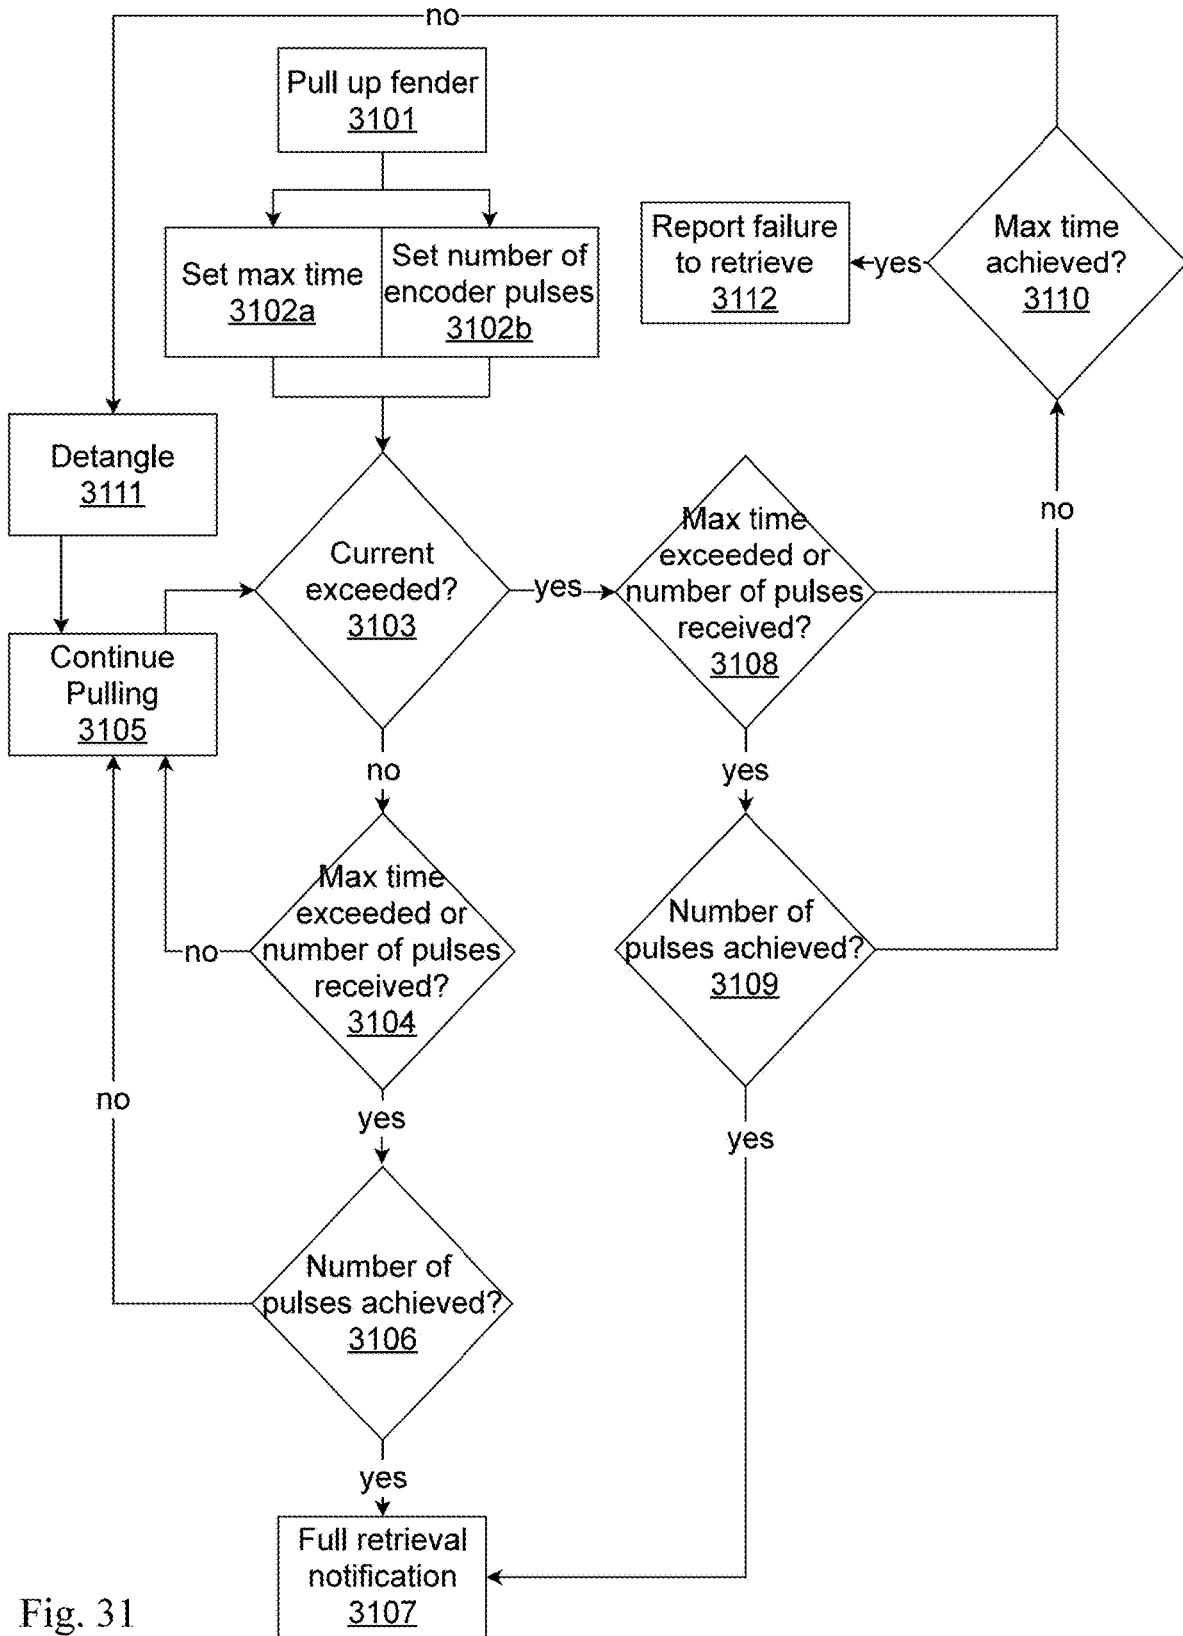 no
Pull up fender
3101
Set max time
3102a
Set number of
encoder pulses
3102b
Report failure
to retrieve
3112
yes
Max time
achieved?
3110
Detangle
3111
Current
exceeded?
3103
yes
Max time
exceeded or
number of pulses
received?
3108
no
Continue
Pulling
3105
no
yes
Max time
exceeded or
number of pulses
received?
3104
no
Number of
pulses achieved?
3109
no
yes
yes
Number of
pulses achieved?
3106
yes
Full retrieval
notification
3107
Fig. 31